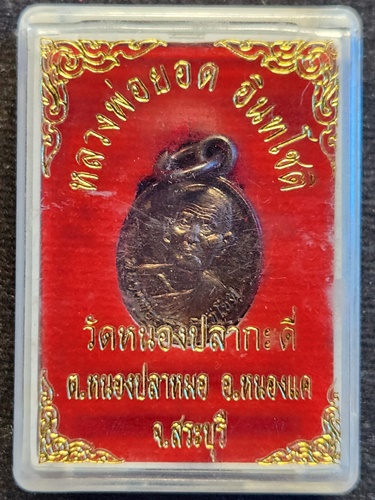 หลวงพ่อยอด อินทโชติ
วัดหนองปลากะดี่
ต.หนองปลาหมอ อ.หนองแค
จ.สระบุรี